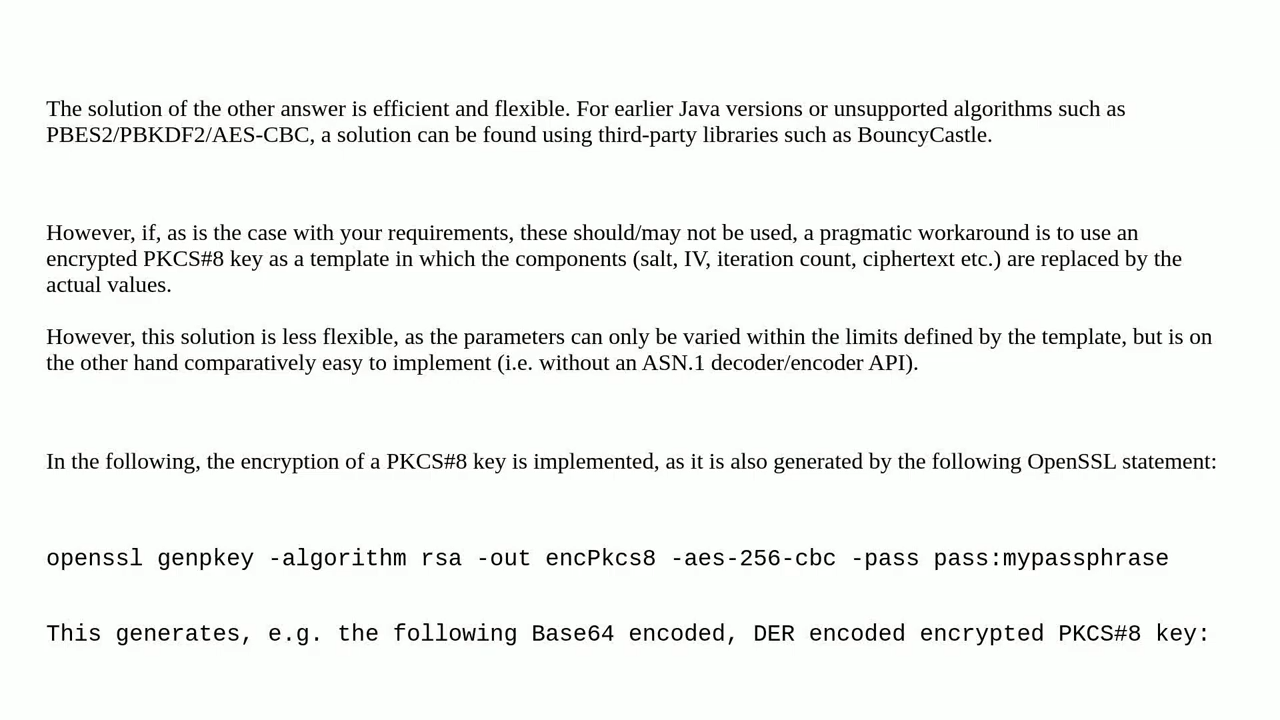 The solution of the other answer is efficient and flexible. For earlier Java versions or unsupported algorithms such as
PBES2/PBKDF2/AES-CBC, a solution can be found using third-party libraries such as BouncyCastle.
However, if, as is the case with your requirements, these should/may not be used, a pragmatic workaround is to use an
encrypted PKCS#8 key as a template in which the components (salt, IV, iteration count, ciphertext etc.) are replaced by the
actual values.
However, this solution is less flexible, as the parameters can only be varied within the limits defined by the template, but is on
the other hand comparatively easy to implement (i.e. without an ASN.1 decoder/encoder API).
In the following, the encryption of a PKCS#8 key is implemented, as it is also generated by the following OpenSSL statement:
openssl genpkey -algorithm rsa -out encPkcs8 -aes-256-cbc -pass pass:mypassphrase
This generates, e.g. the following Base64 encoded, DER encoded encrypted PKCS#8 key: